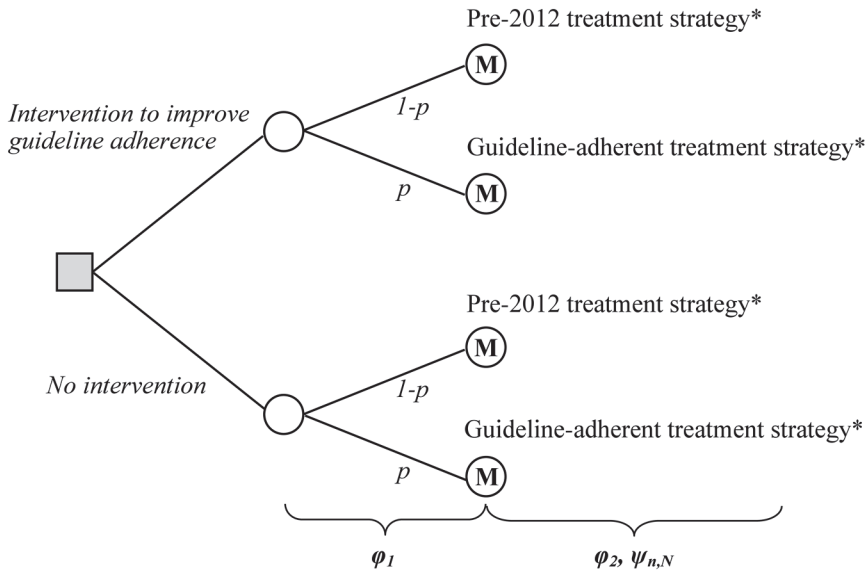 Pre-2012 treatment strategy*
M
Intervention to improve
guideline adherence
1-p
Guideline-adherent treatment strategy*
p
M
Pre-2012 treatment strategy*
M
No intervention
1-p
Guideline-adherent treatment strategy*
p
M
φ1
φ2, ψn,N